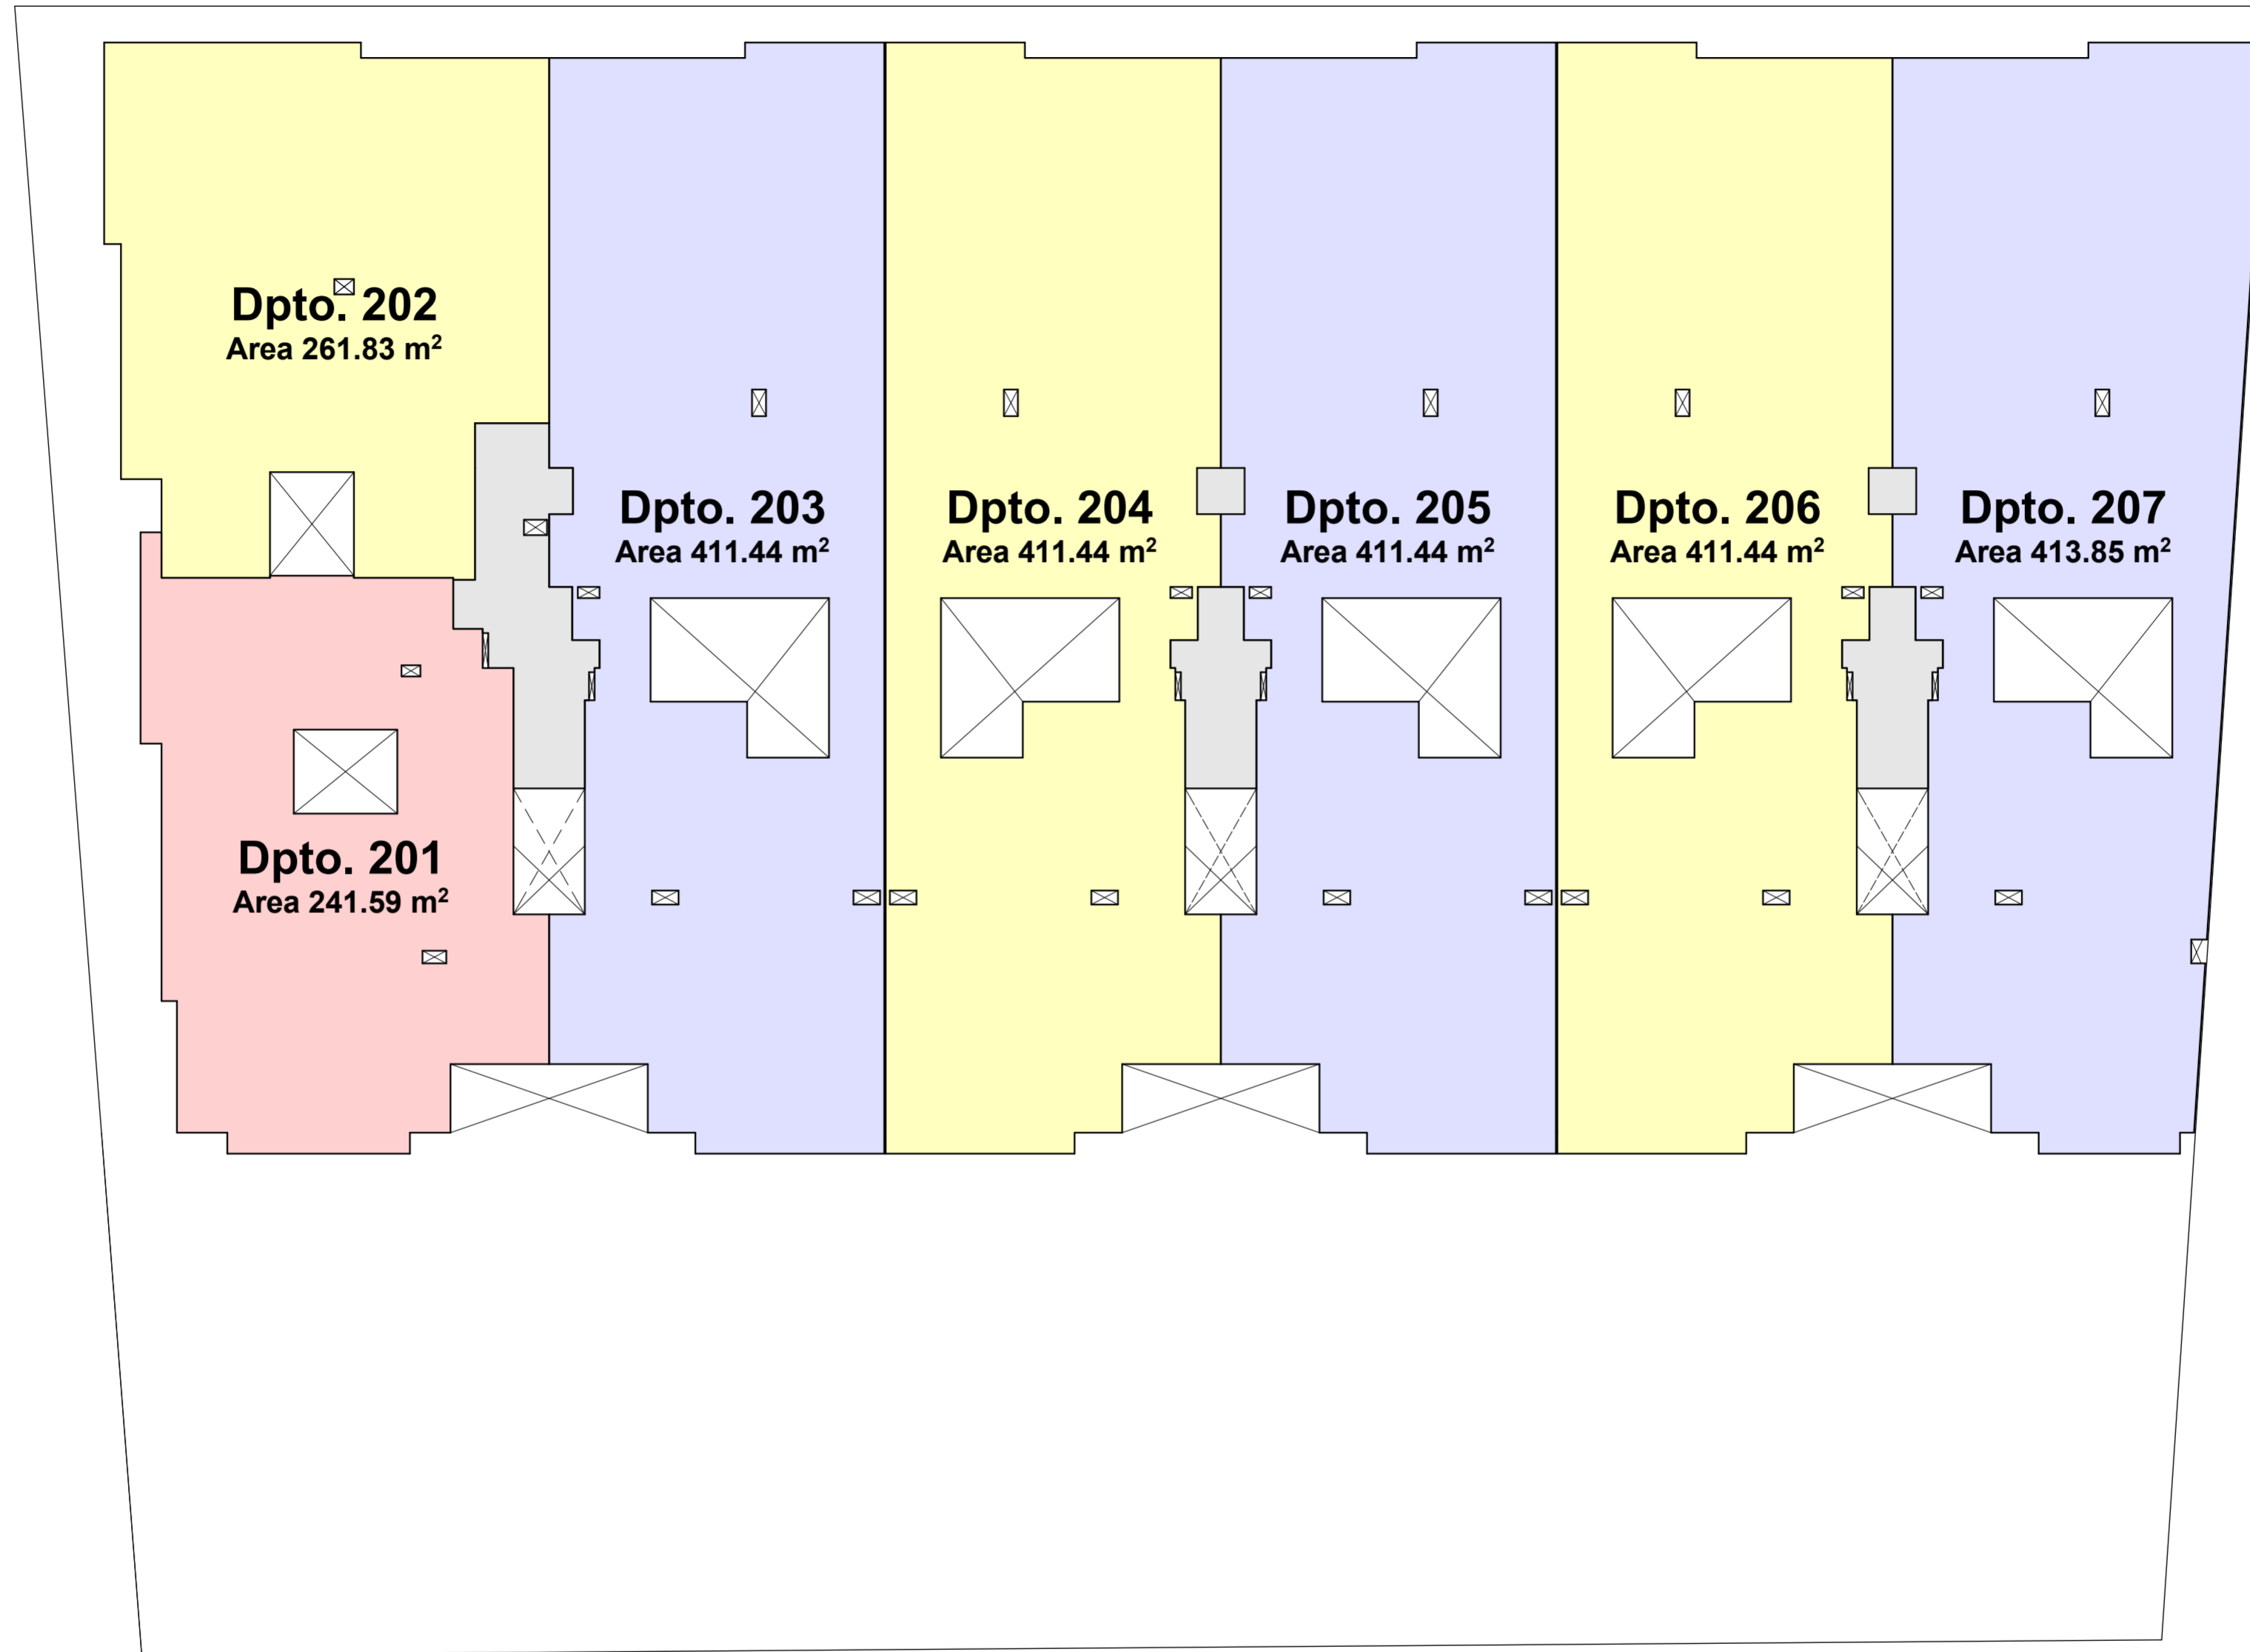 Dpto. 202
Area 261.83 m²
Dpto. 203
Area 411.44 m²
Dpto. 204
Area 411.44 m²
Dpto. 205
Area 411.44 m²
Dpto. 206
Area 411.44 m²
Dpto. 207
Area 413.85 m²
Dpto. 201
Area 241.59 m²